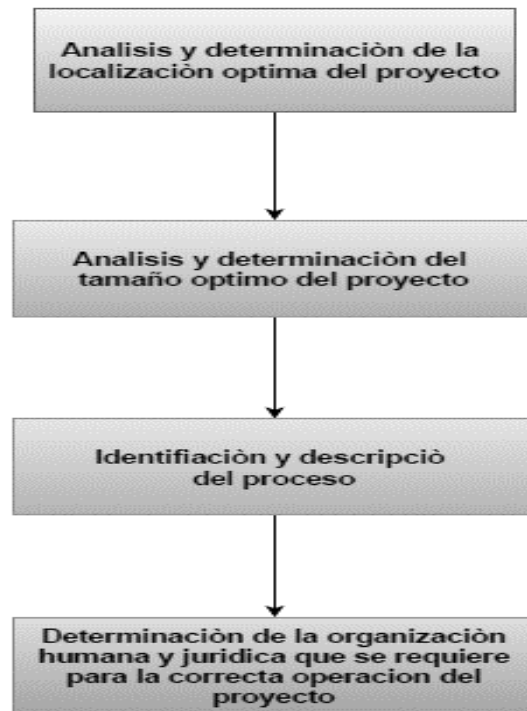 Analisis y determinaciòn de la
localizaciòn optima del proyecto
Analisis y determinaciòn del
tamaño optimo del proyecto
Identifiaciòn y descripciò
del proceso
Determinaciòn de la organizaciòn
humana y juridica que se requiere
para la correcta operacion del
proyecto